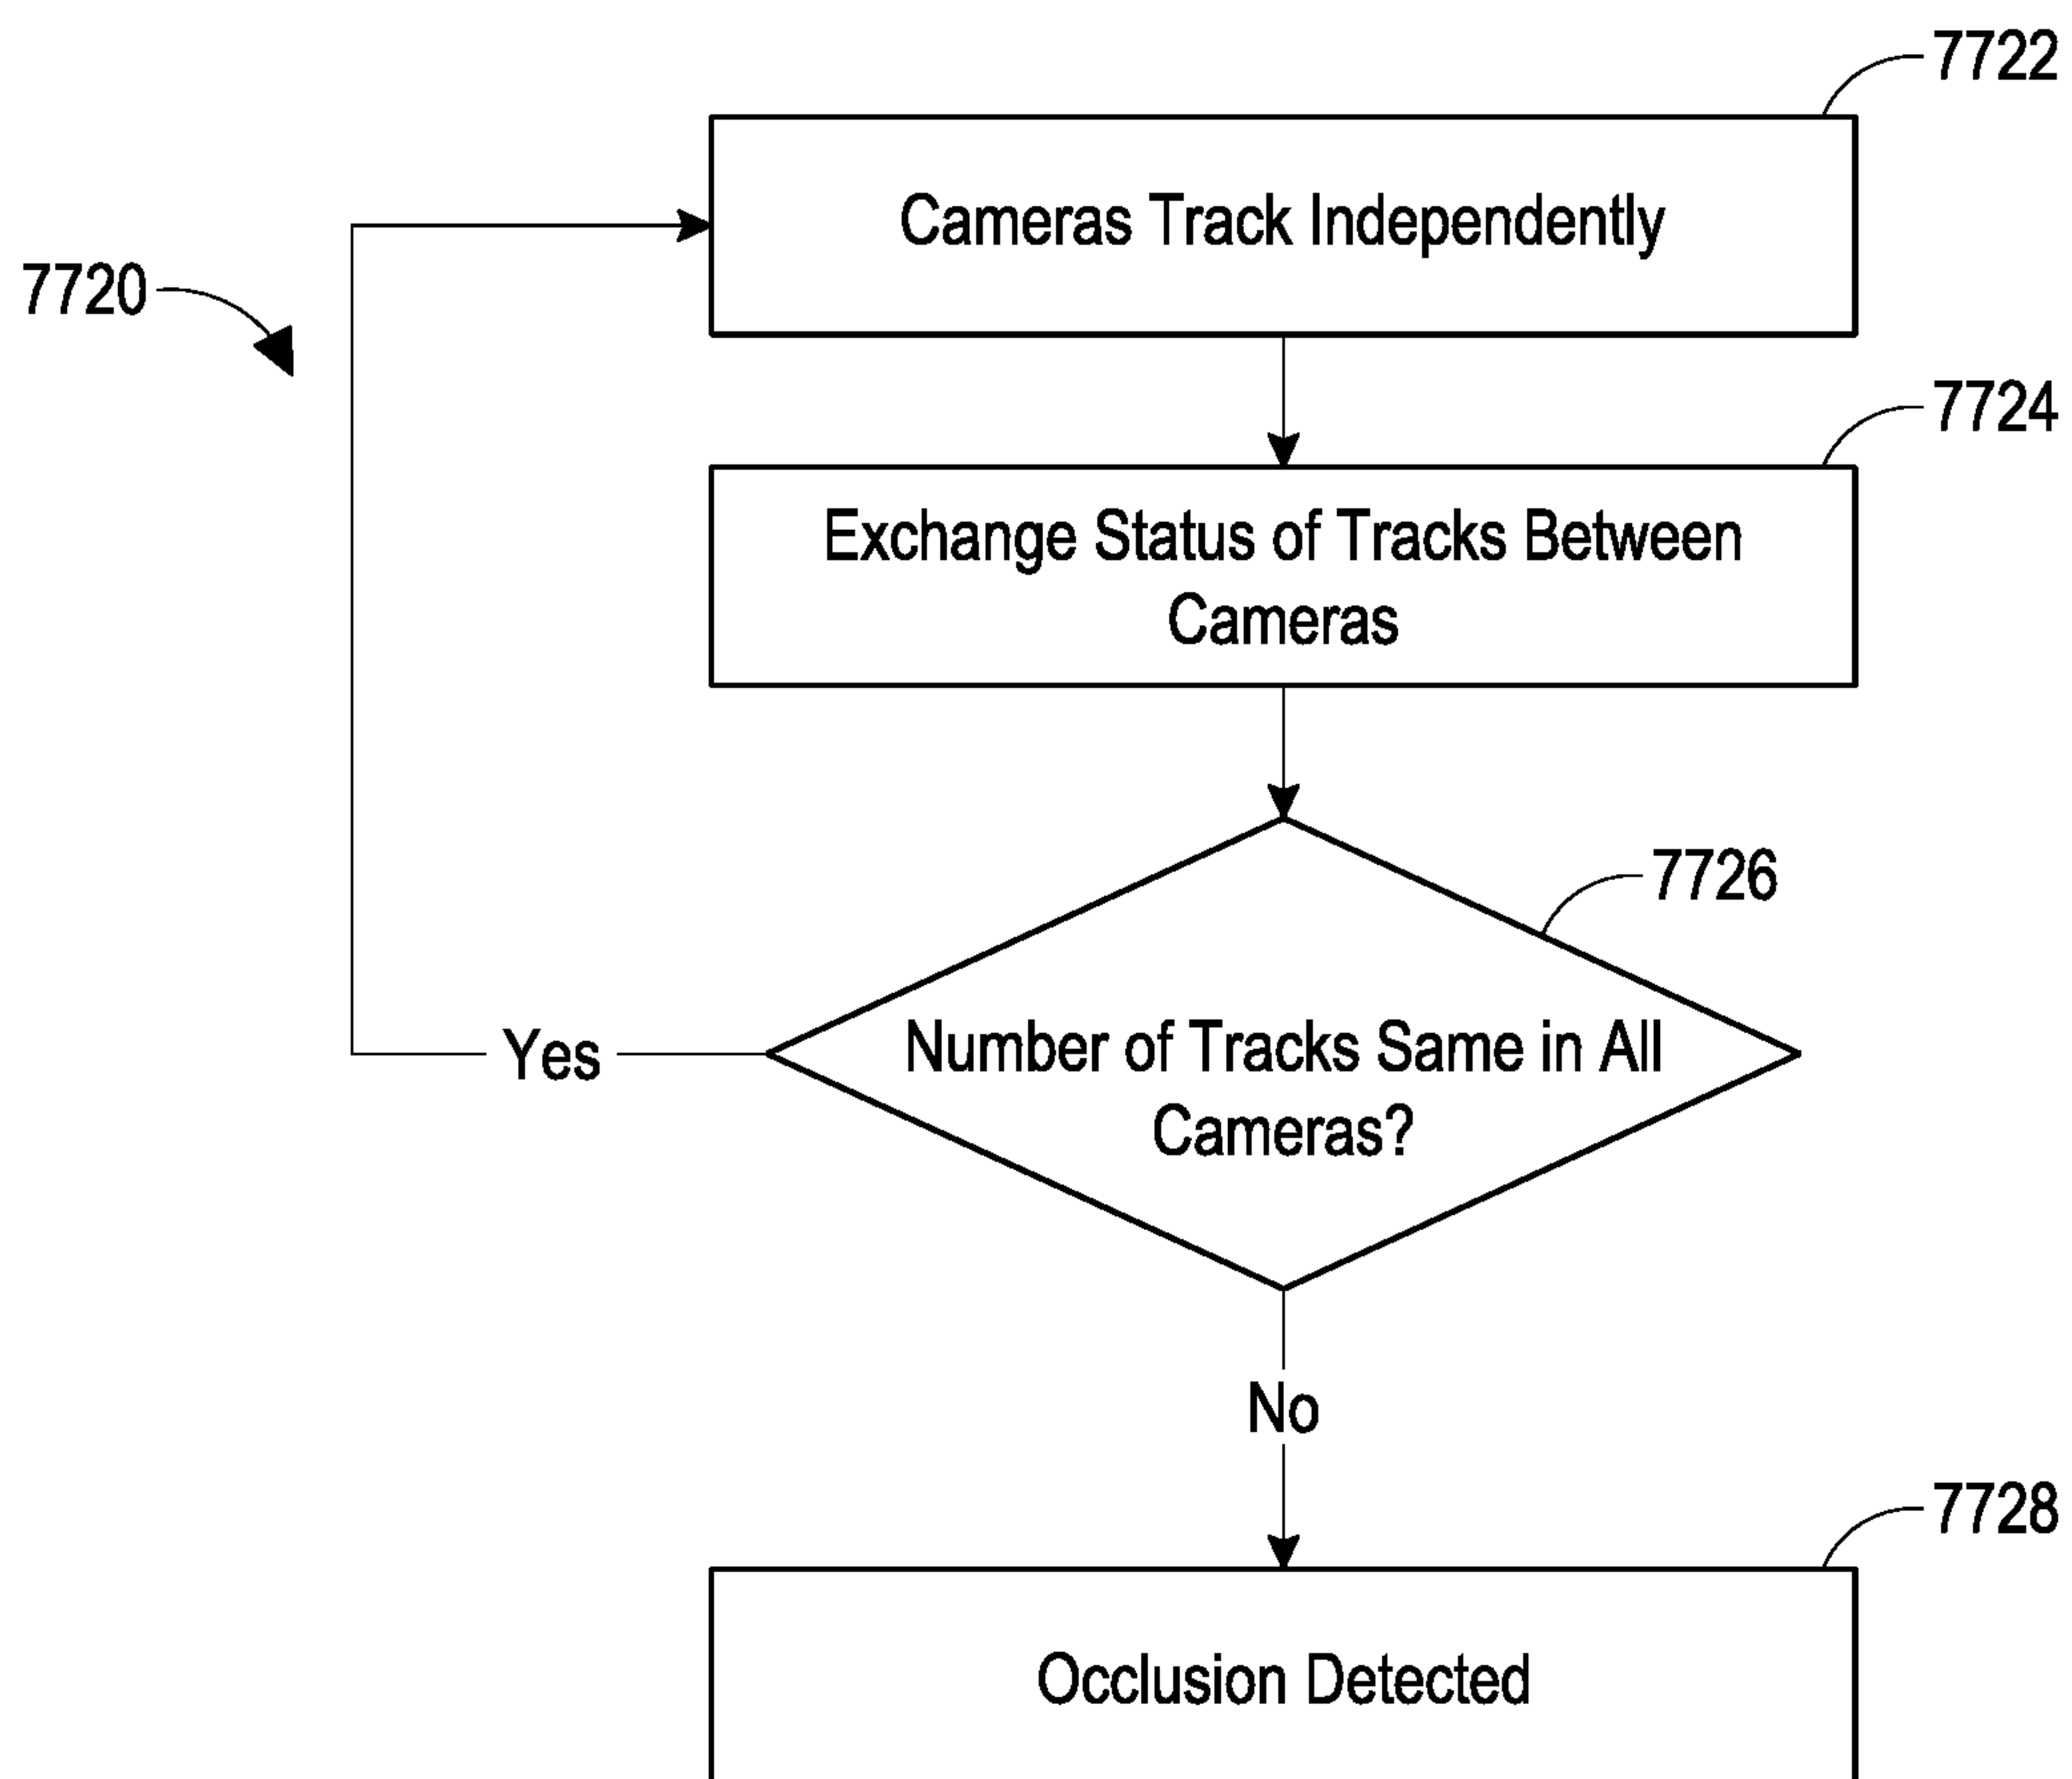 7722
Cameras Track Independently
7720
7724
Exchange Status of Tracks Between
Cameras
7726
Number of Tracks Same in All
Cameras?
Yes
No
7728
Occlusion Detected